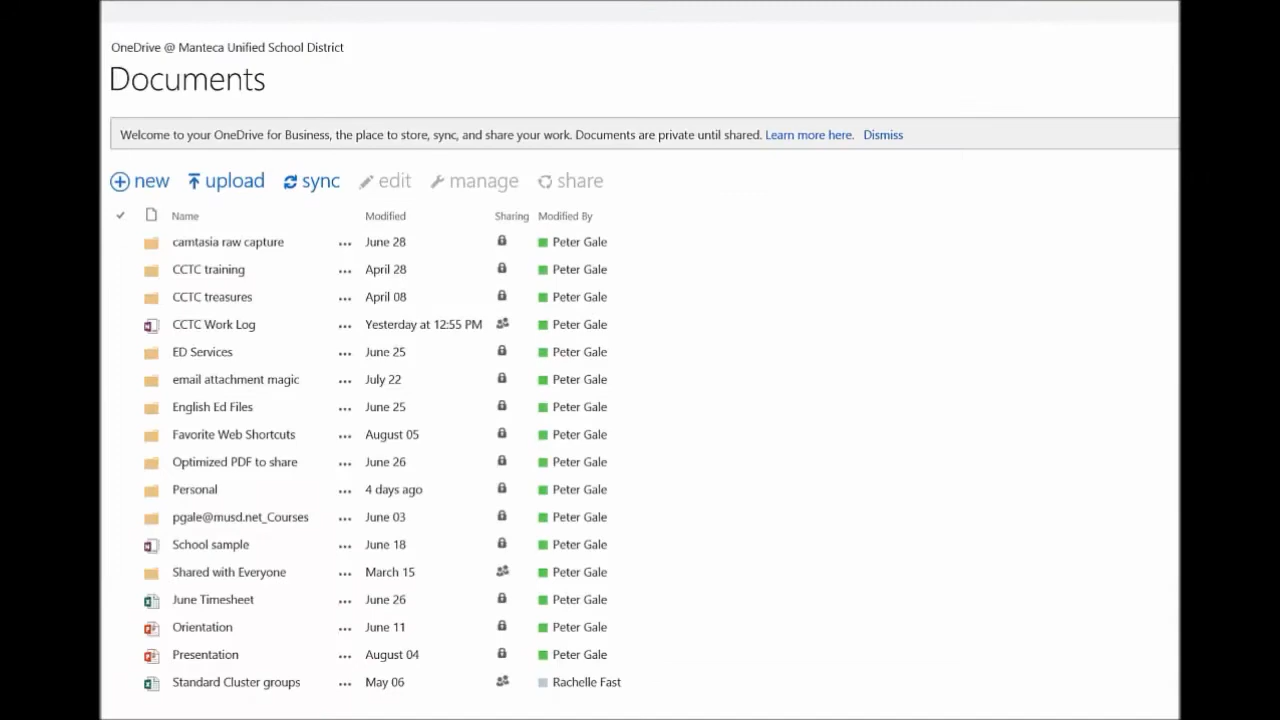 OneDrive @ Manteca Unified School District
Documents
Welcome to your OneDrive for Business, the place to store, sync, and share your work. Documents are private until shared. Learn more here. Dismiss
new upload sync edit manage share
Name Modified Sharing Modified By
camtasia raw capture ... June 28 Peter Gale
CCTC training ... April 28 Peter Gale
CCTC treasures ... April 08 Peter Gale
CCTC Work Log ... Yesterday at 12:55 PM Peter Gale
ED Services ... June 25 Peter Gale
email attachment magic ... July 22 Peter Gale
English Ed Files ... June 25 Peter Gale
Favorite Web Shortcuts ... August 05 Peter Gale
Optimized PDF to share ... June 26 Peter Gale
Personal ... 4 days ago Peter Gale
pgale@musd.net_Courses ... June 03 Peter Gale
School sample ... June 18 Peter Gale
Shared with Everyone ... March 15 Peter Gale
June Timesheet ... June 26 Peter Gale
Orientation ... June 11 Peter Gale
Presentation ... August 04 Peter Gale
Standard Cluster groups ... May 06 Rachelle Fast